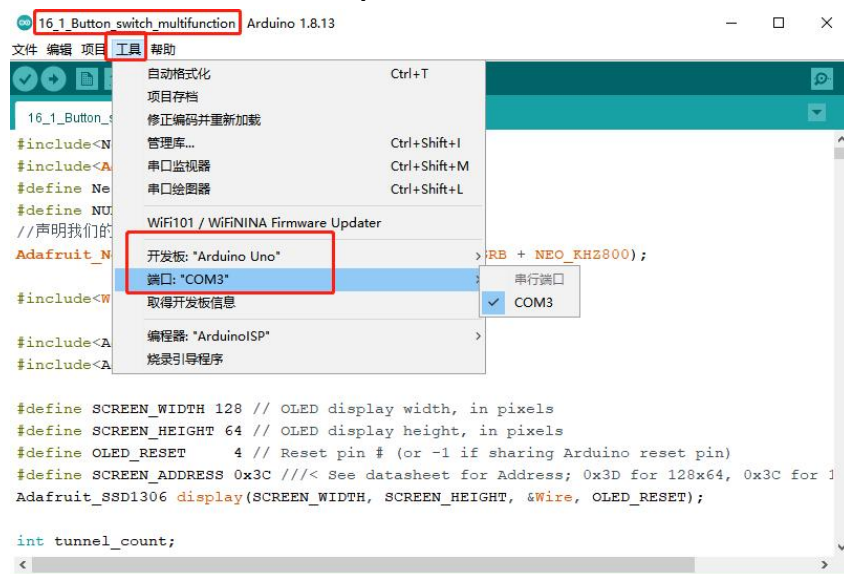 16_1_Button_switch_multifunction Arduino 1.8.13
文件 编辑 项目 工具 帮助
16_1_Button_s
自动格式化 Ctrl+T
项目存档
修正编码并重新加载
管理库... Ctrl+Shift+I
串口监视器 Ctrl+Shift+M
串口绘图器 Ctrl+Shift+L
WiFi101 / WiFiNINA Firmware Updater
开发板: "Arduino Uno"
端口: "COM3"
取得开发板信息
编程器: "ArduinoISP"
烧录引导程序
串行端口
COM3
#include<N
#include<A
#define Ne
#define NU
//声明我们的
Adafruit_N RB + NEO_KHZ800);
#include<W
#include<A
#include<A
#define SCREEN_WIDTH 128 // OLED display width, in pixels
#define SCREEN_HEIGHT 64 // OLED display height, in pixels
#define OLED_RESET 4 // Reset pin # (or -1 if sharing Arduino reset pin)
#define SCREEN_ADDRESS 0x3C ///< See datasheet for Address; 0x3D for 128x64, 0x3C for 1
Adafruit_SSD1306 display(SCREEN_WIDTH, SCREEN_HEIGHT, &Wire, OLED_RESET);
int tunnel_count;